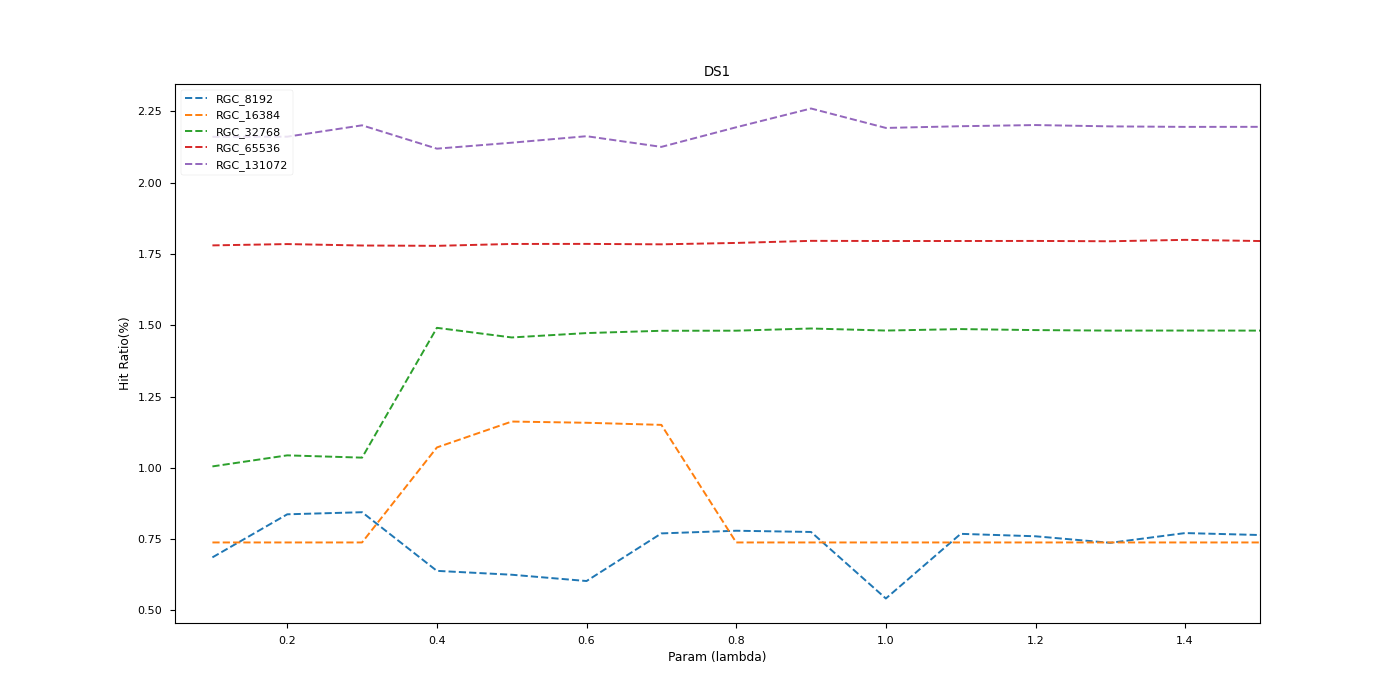 DS1
RGC_8192
RGC_16384
RGC_32768
RGC_65536
RGC_131072
2.25
2.00
1.75
1.50
1.25
1.00
0.75
0.50
Hit Ratio(%)
0.2 0.4 0.6 0.8 1.0 1.2 1.4
Param (lambda)